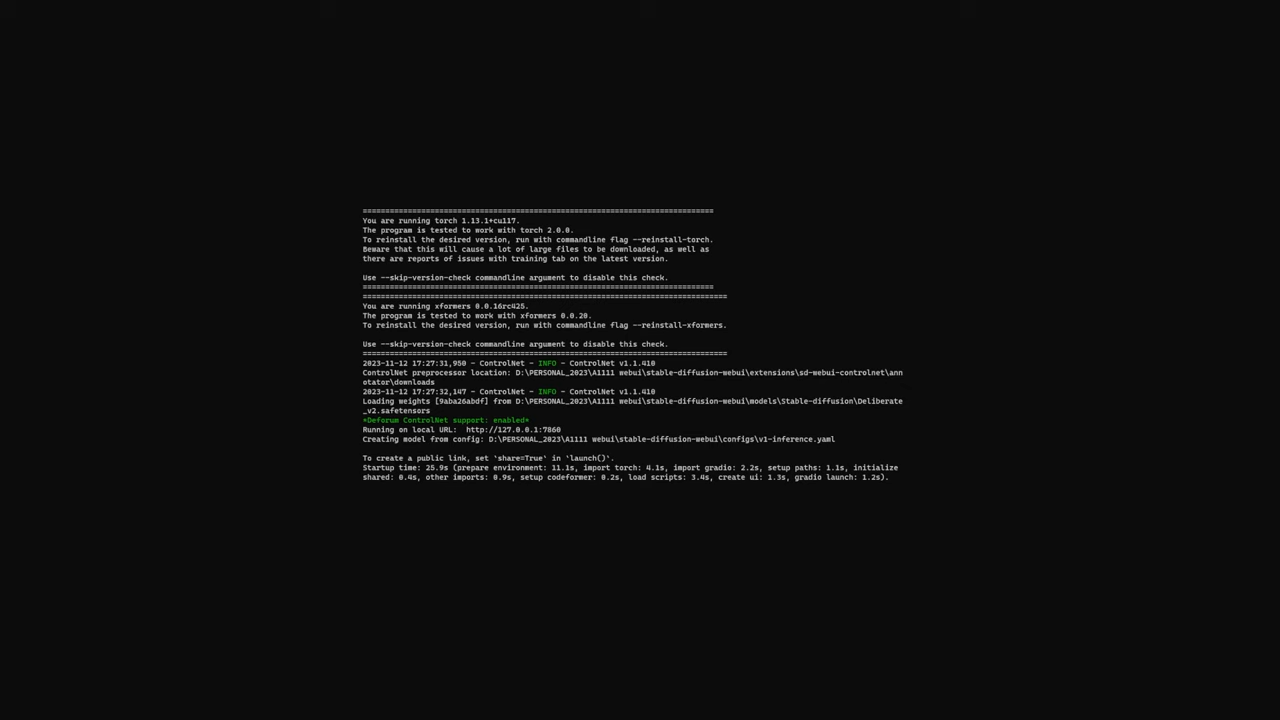 ==============================================================================
You are running torch 1.13.1+cu117.
The program is tested to work with torch 2.0.0.
To reinstall the desired version, run with commandline flag --reinstall-torch.
Beware that this will cause a lot of large files to be downloaded, as well as
there are reports of issues with training tab on the latest version.
Use --skip-version-check commandline argument to disable this check.
==============================================================================
=================================================================================
You are running xformers 0.0.16rc425.
The program is tested to work with xformers 0.0.20.
To reinstall the desired version, run with commandline flag --reinstall-xformers.
Use --skip-version-check commandline argument to disable this check.
=================================================================================
2023-11-12 17:27:31,950 - ControlNet - INFO - ControlNet v1.1.410
ControlNet preprocessor location: D:\PERSONAL_2023\A1111 webui\stable-diffusion-webui\extensions\sd-webui-controlnet\ann
otator\downloads
2023-11-12 17:27:32,147 - ControlNet - INFO - ControlNet v1.1.410
Loading weights [9aba26abdf] from D:\PERSONAL_2023\A1111 webui\stable-diffusion-webui\models\Stable-diffusion\Deliberate
_v2.safetensors
*Deforum ControlNet support: enabled*
Running on local URL:  http://127.0.0.1:7860
Creating model from config: D:\PERSONAL_2023\A1111 webui\stable-diffusion-webui\configs\v1-inference.yaml
To create a public link, set `share=True` in `launch()`.
Startup time: 25.9s (prepare environment: 11.1s, import torch: 4.1s, import gradio: 2.2s, setup paths: 1.1s, initialize
shared: 0.4s, other imports: 0.9s, setup codeformer: 0.2s, load scripts: 3.4s, create ui: 1.3s, gradio launch: 1.2s).